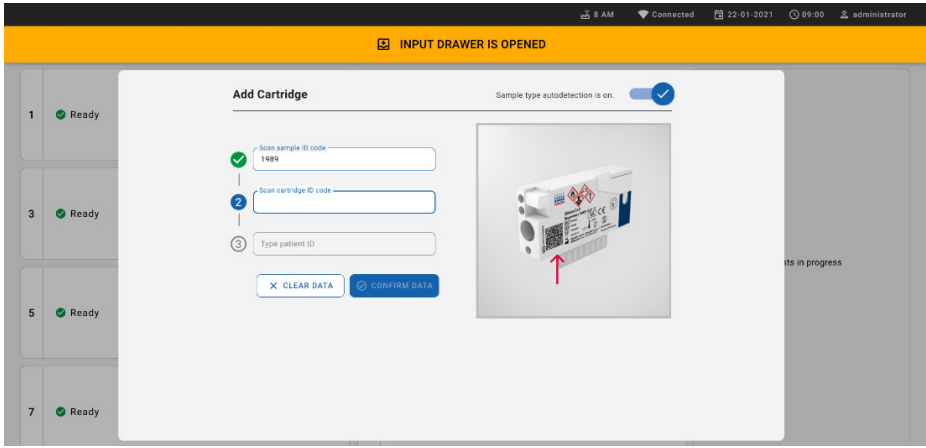 8 AM Connected 22-01-2021 09:00 administrator
INPUT DRAWER IS OPENED
Add Cartridge
Sample type autodetection is on.
1 Ready
Scan sample ID code
1989
Scan cartridge ID code
2
3 Ready
3 Type patient ID
sts in progress
CLEAR DATA CONFIRM DATA
5 Ready
7 Ready